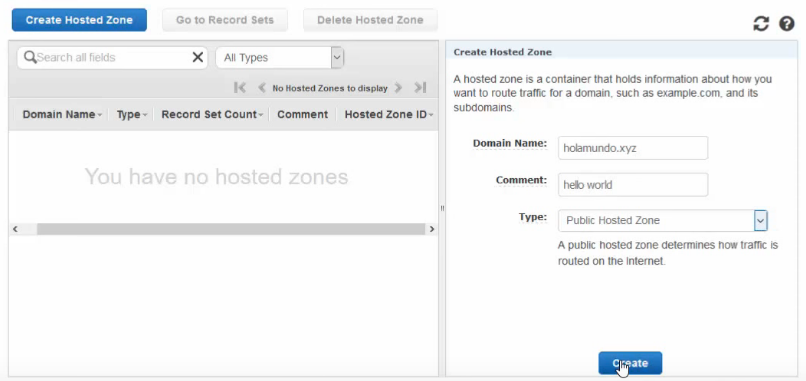 Create Hosted Zone Go to Record Sets Delete Hosted Zone
Search all fields All Types
No Hosted Zones to display
Domain Name Type Record Set Count Comment Hosted Zone ID
You have no hosted zones
Create Hosted Zone
A hosted zone is a container that holds information about how you
want to route traffic for a domain, such as example.com, and its
subdomains.
Domain Name: holamundo.xyz
Comment: hello world
Type: Public Hosted Zone
A public hosted zone determines how traffic is
routed on the Internet.
Create